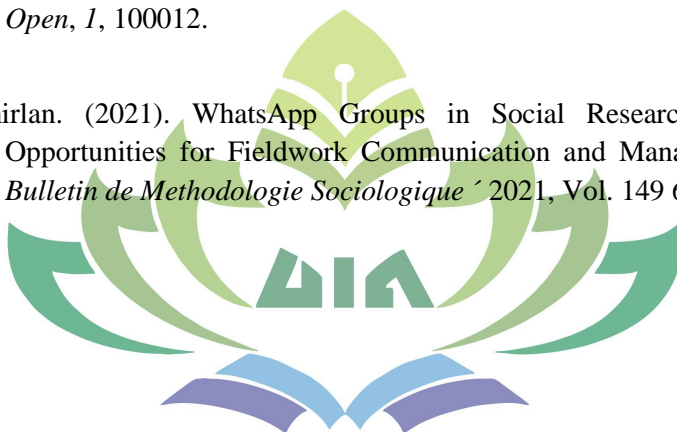 Open, 1, 100012.
irlan. (2021). WhatsApp Groups in Social Researc
Opportunities for Fieldwork Communication and Mana
Bulletin de Methodologie Sociologique ´ 2021, Vol. 149 6
UIN